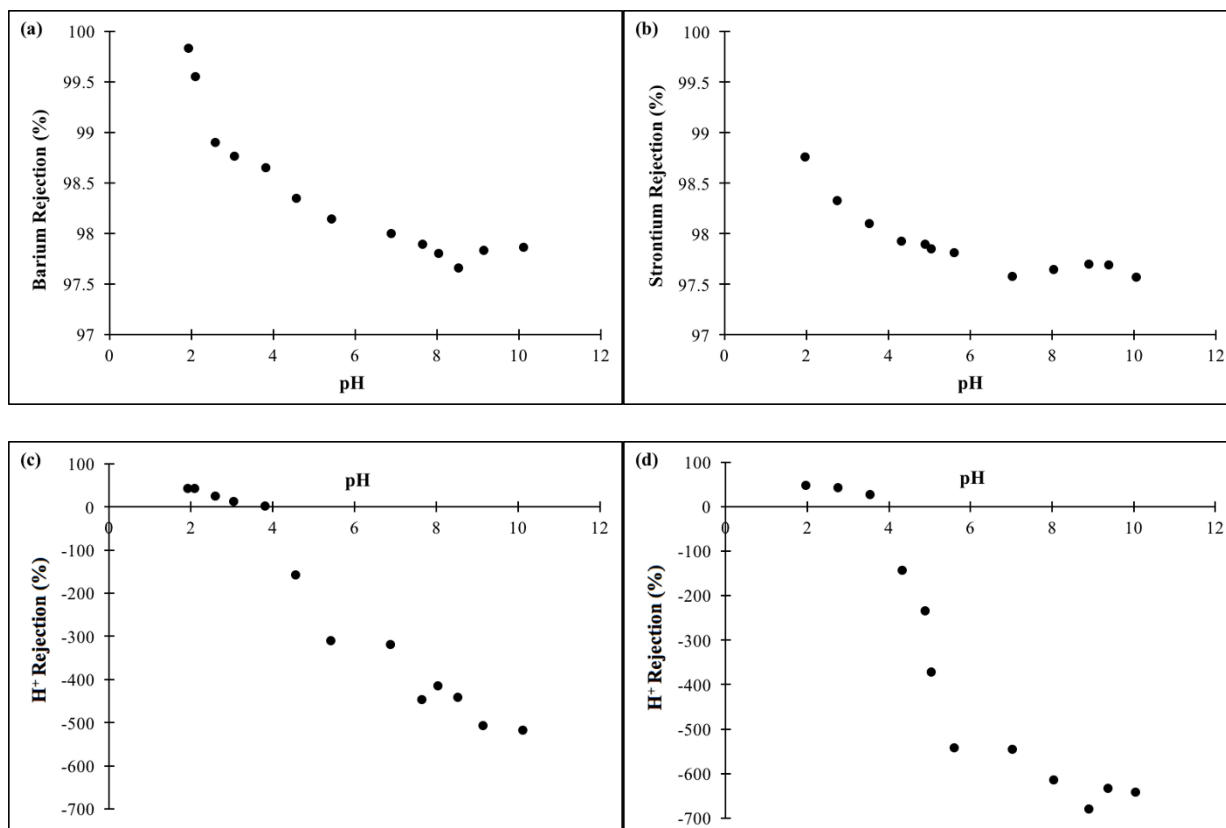 (a)
100
99.5
99
98.5
98
97.5
97
0 2 4 6 8 10 12
Barium Rejection (%)
pH
(b)
100
99.5
99
98.5
98
97.5
97
0 2 4 6 8 10 12
Strontium Rejection (%)
pH
(c)
100
0
-100
-200
-300
-400
-500
-600
-700
0 2 4 6 8 10 12
H⁺ Rejection (%)
pH
(d)
100
0
-100
-200
-300
-400
-500
-600
-700
0 2 4 6 8 10 12
H⁺ Rejection (%)
pH